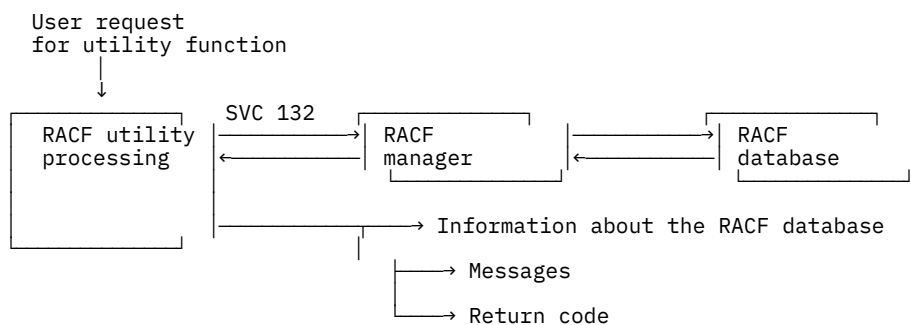 User request
for utility function
SVC 132
RACF utility
processing
RACF
manager
RACF
database
Information about the RACF database
Messages
Return code